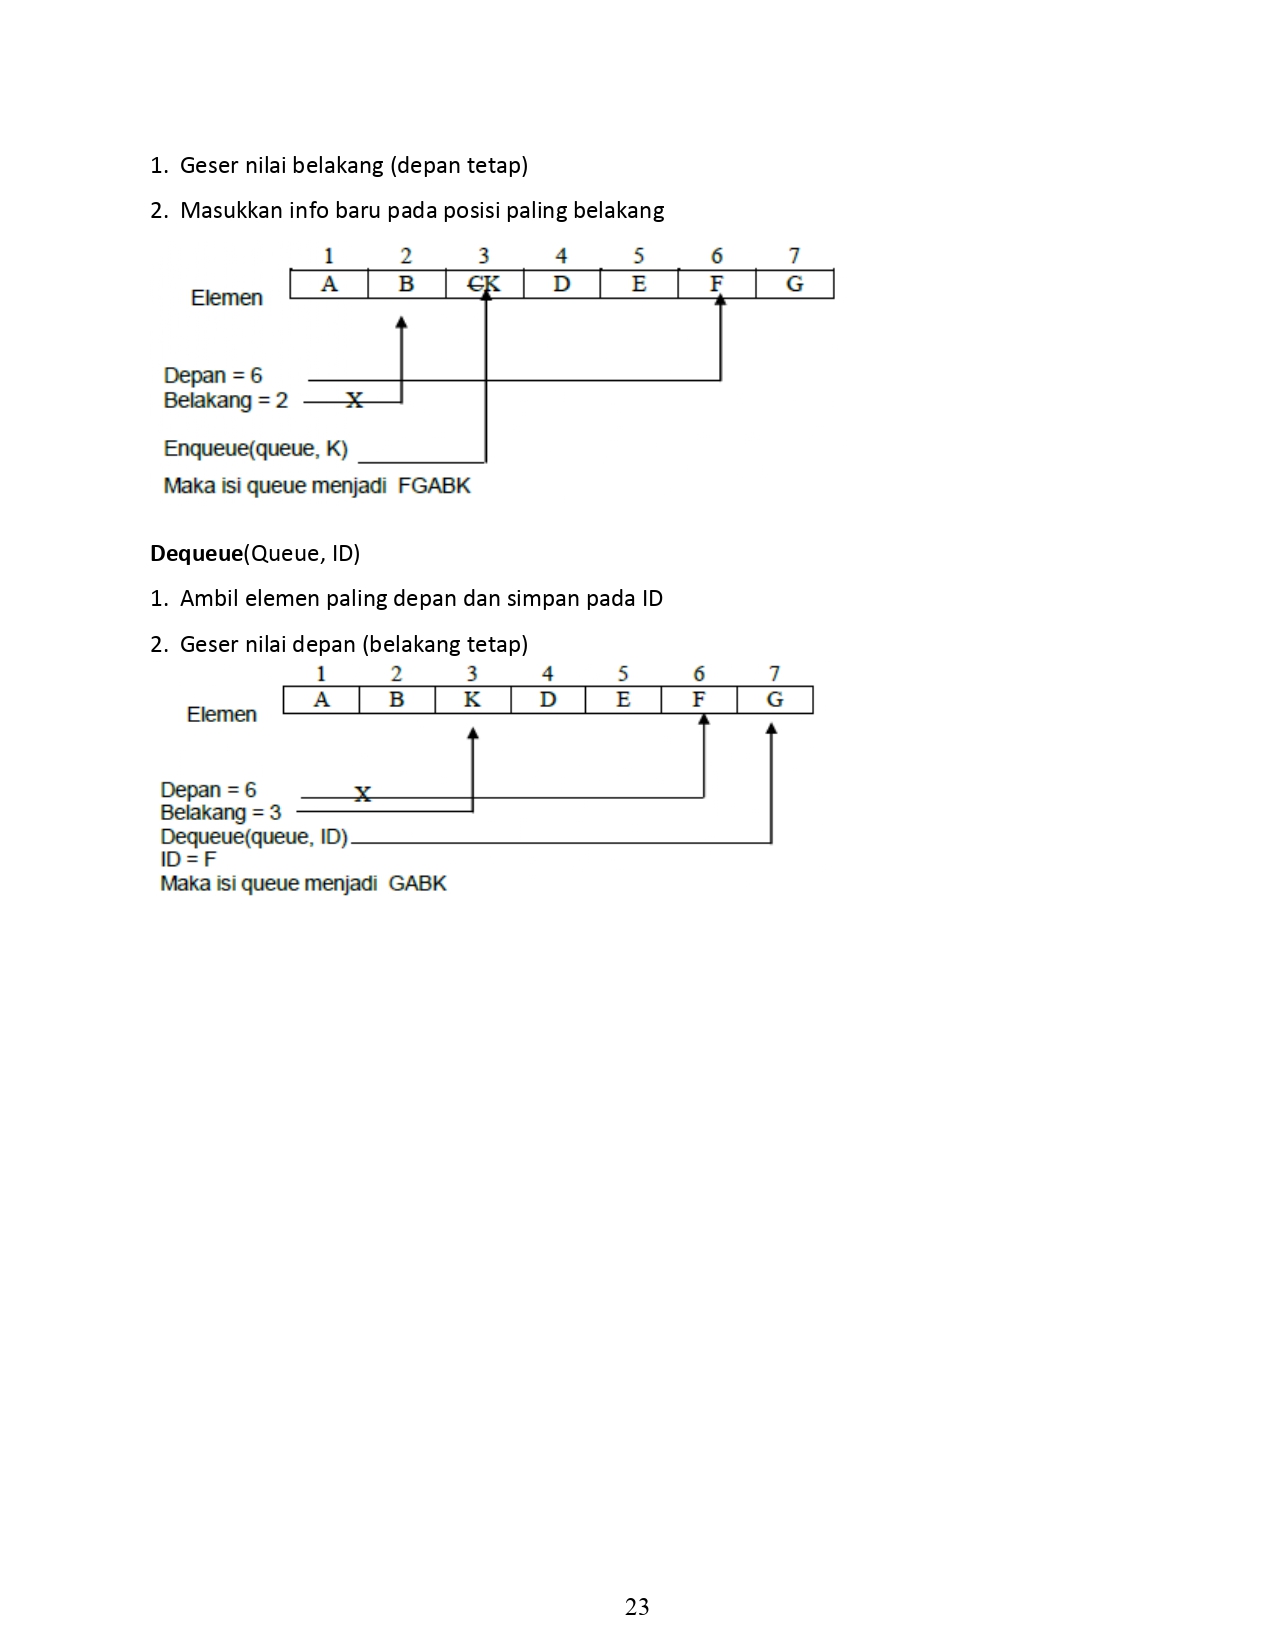 1. Geser nilai belakang (depan tetap)
2. Masukkan info baru pada posisi paling belakang
1 2 3 4 5 6 7
A B CK D E F G
Elemen
Depan = 6
Belakang = 2 X
Enqueue(queue, K)
Maka isi queue menjadi FGABK
Dequeue(Queue, ID)
1. Ambil elemen paling depan dan simpan pada ID
2. Geser nilai depan (belakang tetap)
1 2 3 4 5 6 7
A B K D E F G
Elemen
Depan = 6 X
Belakang = 3
Dequeue(queue, ID)
ID = F
Maka isi queue menjadi GABK
23